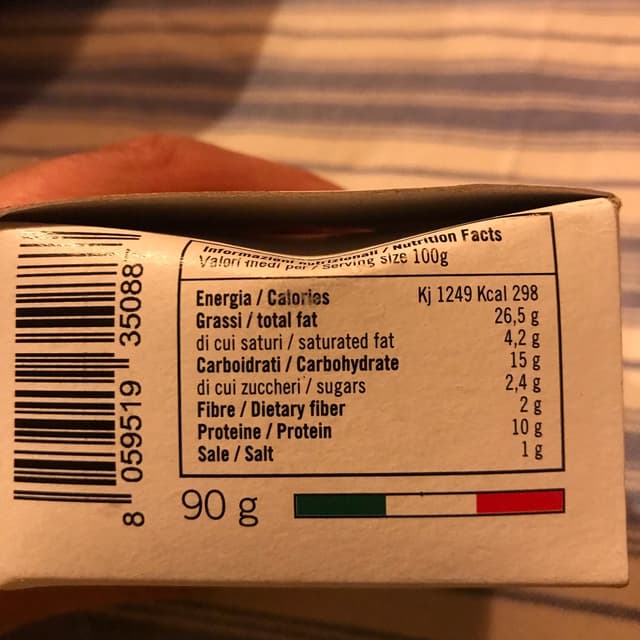 Informazioni nutrizionali / Nutrition Facts
Valori medi per / Serving size 100g
Energia / Calories Kj 1249 Kcal 298
Grassi / total fat 26,5 g
di cui saturi / saturated fat 4,2 g
Carboidrati / Carbohydrate 15 g
di cui zuccheri / sugars 2,4 g
Fibre / Dietary fiber 2 g
Proteine / Protein 10 g
Sale / Salt 1 g
90 g
8 059519 35088